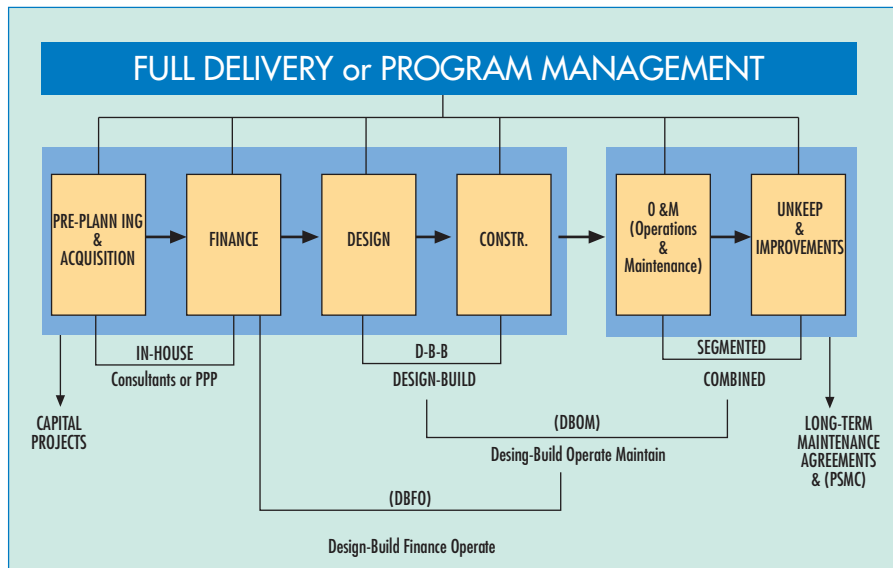 FULL DELIVERY or PROGRAM MANAGEMENT
PRE-PLANN ING
&
ACQUISITION
FINANCE
DESIGN
CONSTR.
O &M
(Operations
&
Maintenance)
UNKEEP
&
IMPROVEMENTS
IN-HOUSE
Consultants or PPP
D-B-B
DESIGN-BUILD
SEGMENTED
COMBINED
CAPITAL
PROJECTS
(DBOM)
Desing-Build Operate Maintain
LONG-TERM
MAINTENANCE
AGREEMENTS
& (PSMC)
(DBFO)
Design-Build Finance Operate